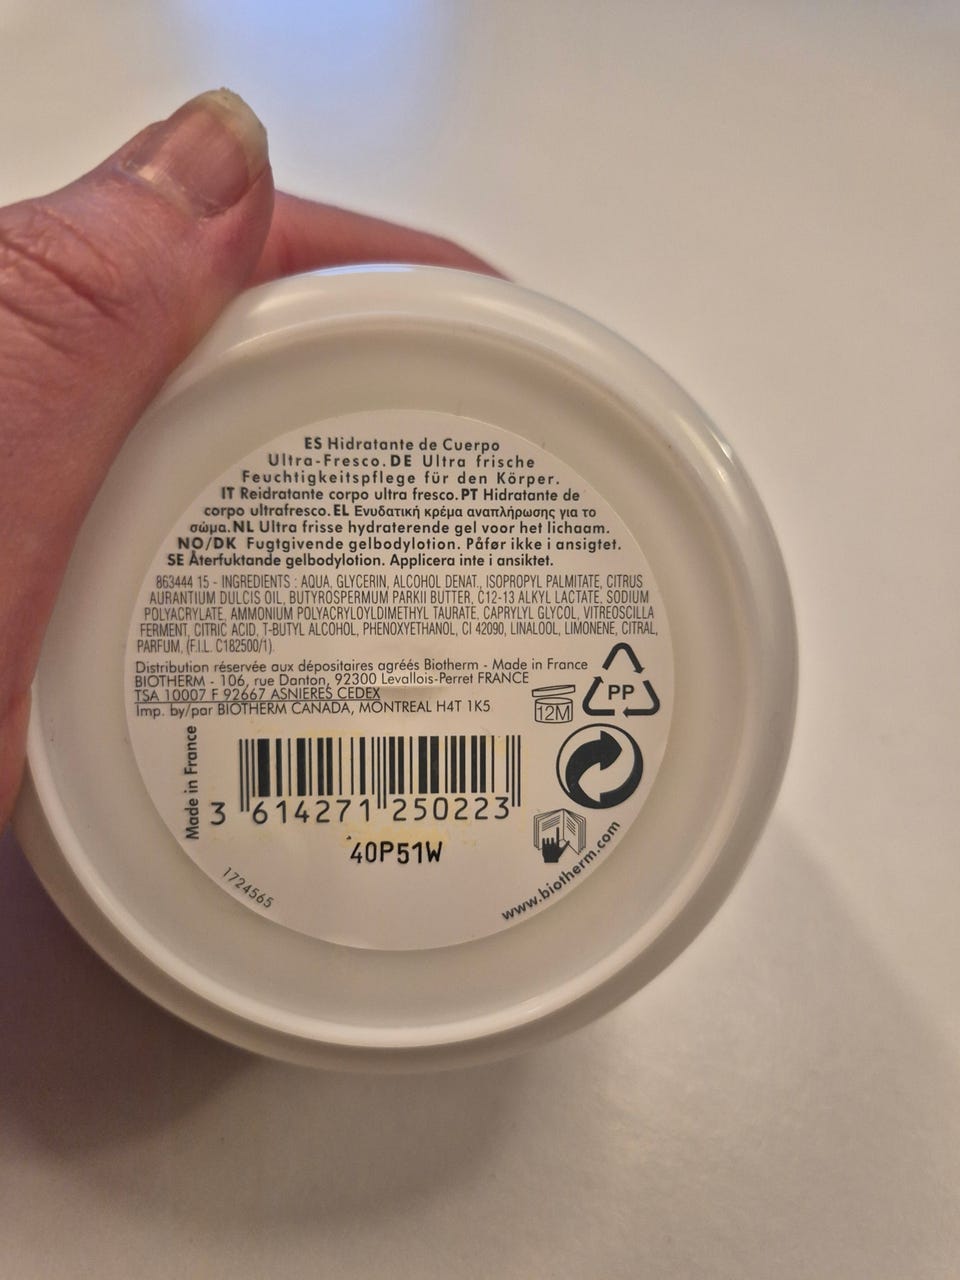 ES Hidratante de Cuerpo
Ultra-Fresco. DE Ultra frische
Feuchtigkeitspflege für den Körper.
IT Reidratante corpo ultra fresco. PT Hidratante de
corpo ultrafresco. EL Ενυδατική κρέμα αναπλήρωσης για το
σώμα. NL Ultra frisse hydraterende gel voor het lichaam.
NO/DK Fugtgivende gelbodylotion. Påfør ikke i ansigtet.
SE Återfuktande gelbodylotion. Applicera inte i ansiktet.
863444 15 - INGREDIENTS : AQUA, GLYCERIN, ALCOHOL DENAT., ISOPROPYL PALMITATE, CITRUS
AURANTIUM DULCIS OIL, BUTYROSPERMUM PARKII BUTTER, C12-13 ALKYL LACTATE, SODIUM
POLYACRYLATE, AMMONIUM POLYACRYLOYLDIMETHYL TAURATE, CAPRYLYL GLYCOL, VITREOSCILLA
FERMENT, CITRIC ACID, T-BUTYL ALCOHOL, PHENOXYETHANOL, CI 42090, LINALOOL, LIMONENE, CITRAL,
PARFUM, (F.I.L. C182500/1).
Distribution réservée aux dépositaires agréés Biotherm - Made in France
BIOTHERM - 106, rue Danton, 92300 Levallois-Perret FRANCE
TSA 10007 F 92667 ASNIERES CEDEX
Imp. by/par BIOTHERM CANADA, MONTREAL H4T 1K5
PP
12M
Made in France
3 614271 250223
40P51W
1724565
www.biotherm.com